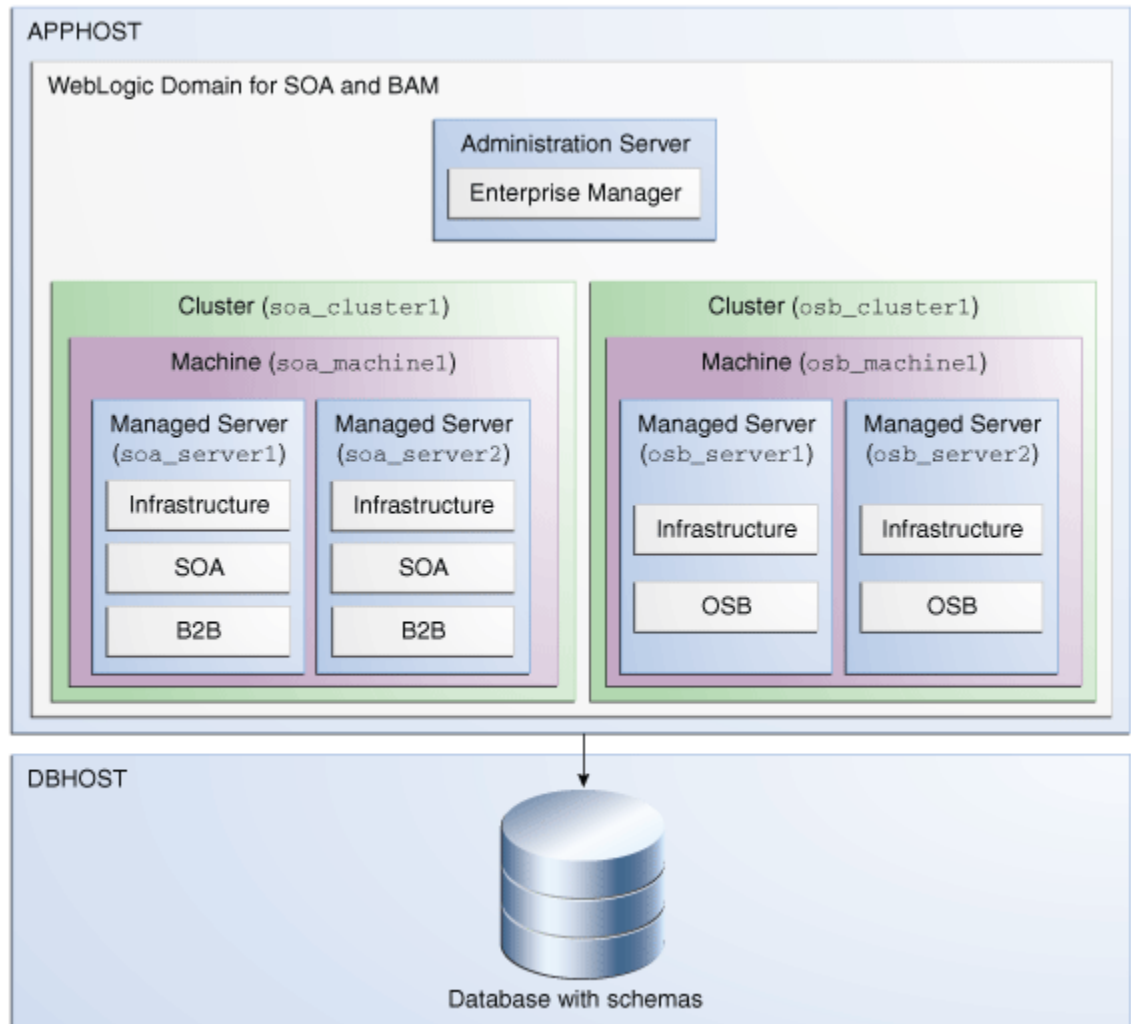 APPHOST
WebLogic Domain for SOA and BAM
Administration Server
Enterprise Manager
Cluster (soa_cluster1)
Machine (soa_machine1)
Managed Server
(soa_server1)
Infrastructure
SOA
B2B
Managed Server
(soa_server2)
Infrastructure
SOA
B2B
Cluster (osb_cluster1)
Machine (osb_machine1)
Managed Server
(osb_server1)
Infrastructure
OSB
Managed Server
(osb_server2)
Infrastructure
OSB
DBHOST
Database with schemas